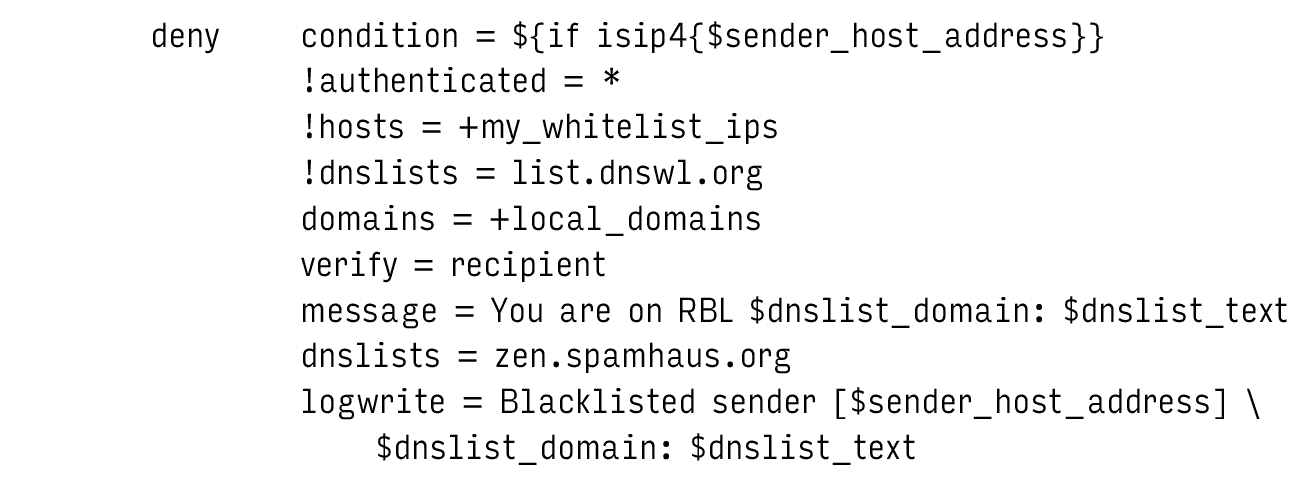 deny    condition = ${if isip4{$sender_host_address}}
        !authenticated = *
        !hosts = +my_whitelist_ips
        !dnslists = list.dnswl.org
        domains = +local_domains
        verify = recipient
        message = You are on RBL $dnslist_domain: $dnslist_text
        dnslists = zen.spamhaus.org
        logwrite = Blacklisted sender [$sender_host_address] \
            $dnslist_domain: $dnslist_text